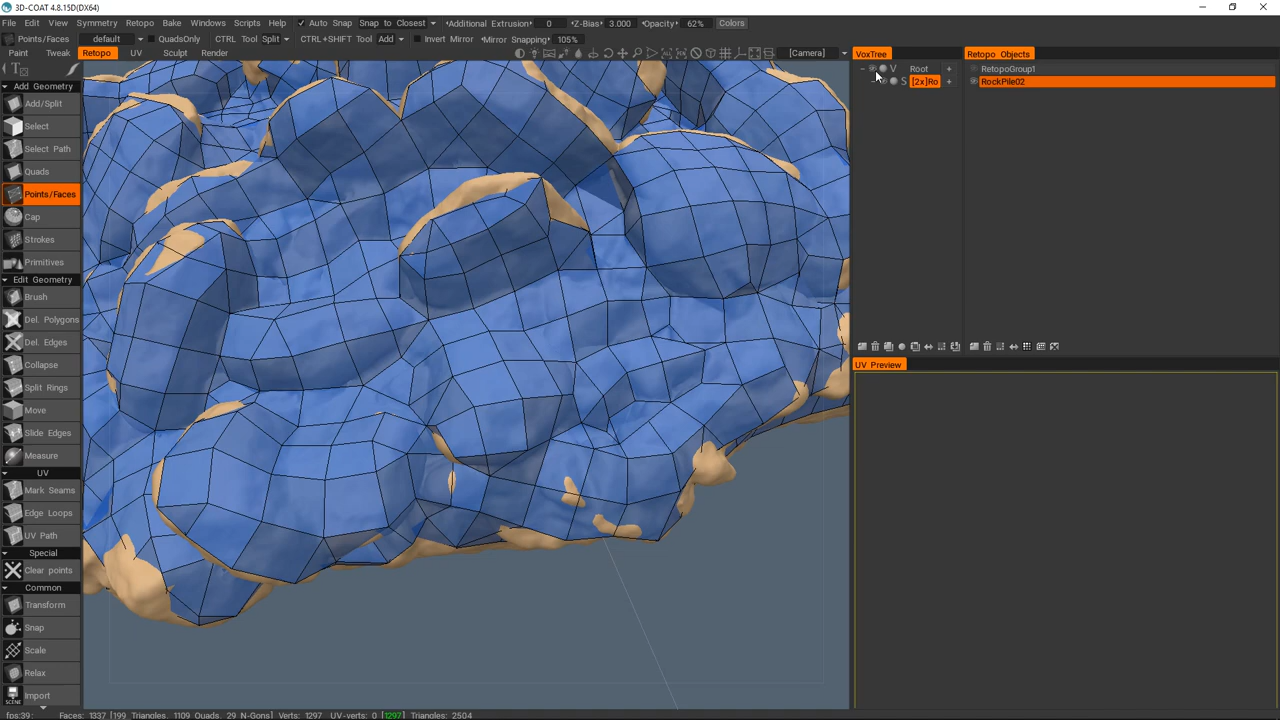 3D-COAT 4.8.15D(DX64)
File Edit View Symmetry Retopo Bake Windows Scripts Help Auto Snap Snap to Closest Additional Extrusion 0 Z-Bias 3.000 Opacity 62% Colors
Points/Faces default QuadsOnly CTRL Tool Split CTRL+SHIFT Tool Add Invert Mirror Mirror Snapping 105%
Paint Tweak Retopo UV Sculpt Render [Camera] VoxTree Retopo Objects
V Root + RetopoGroup1
S [2x]Ro + RockPile02
Add Geometry
Add/Split
Select
Select Path
Quads
Points/Faces
Cap
Strokes
Primitives
Edit Geometry
Brush
Del. Polygons
Del. Edges
UV Preview
Collapse
Split Rings
Move
Slide Edges
Measure
UV
Mark Seams
Edge Loops
UV Path
Special
Clear points
Common
Transform
Snap
Scale
Relax
Import
SCENE
fps:39; Faces: 1337 [199 Triangles, 1109 Quads, 29 N-Gons] Verts: 1297 UV-verts: 0 [1297] Triangles: 2504